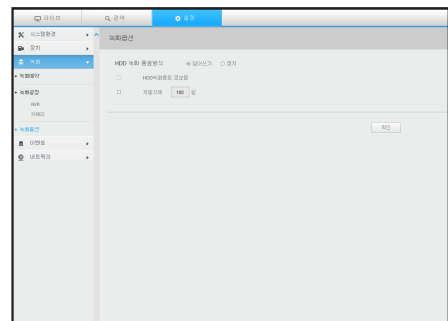 라이브
검색
설정
시스템환경
장치
녹화
녹화예약
녹화설정
NVR
카메라
녹화옵션
이벤트
네트워크
녹화옵션
HDD 녹화 종료방식
덮어쓰기
정지
HDD녹화종료 경보음
자동삭제
180
일
확인